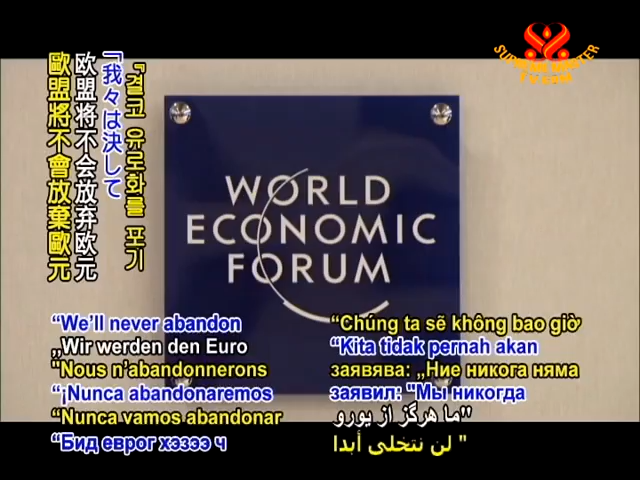 SUPREME MASTER
TV.COM
『결코 유로화를 포기
「我々は決して
欧盟将不会放弃欧元
歐盟將不會放棄歐元
WORLD
ECONOMIC
FORUM
“We’ll never abandon
„Wir werden den Euro
"Nous n’abandonnerons
“¡Nunca abandonaremos
“Nunca vamos abandonar
“Бид еврог хэзээ ч
“Chúng ta sẽ không bao giờ
“Kita tidak pernah akan
заявява: „Ние никога няма
заявил: "Мы никогда
"ما هرگز از یورو
" لن نتخلى أبدا